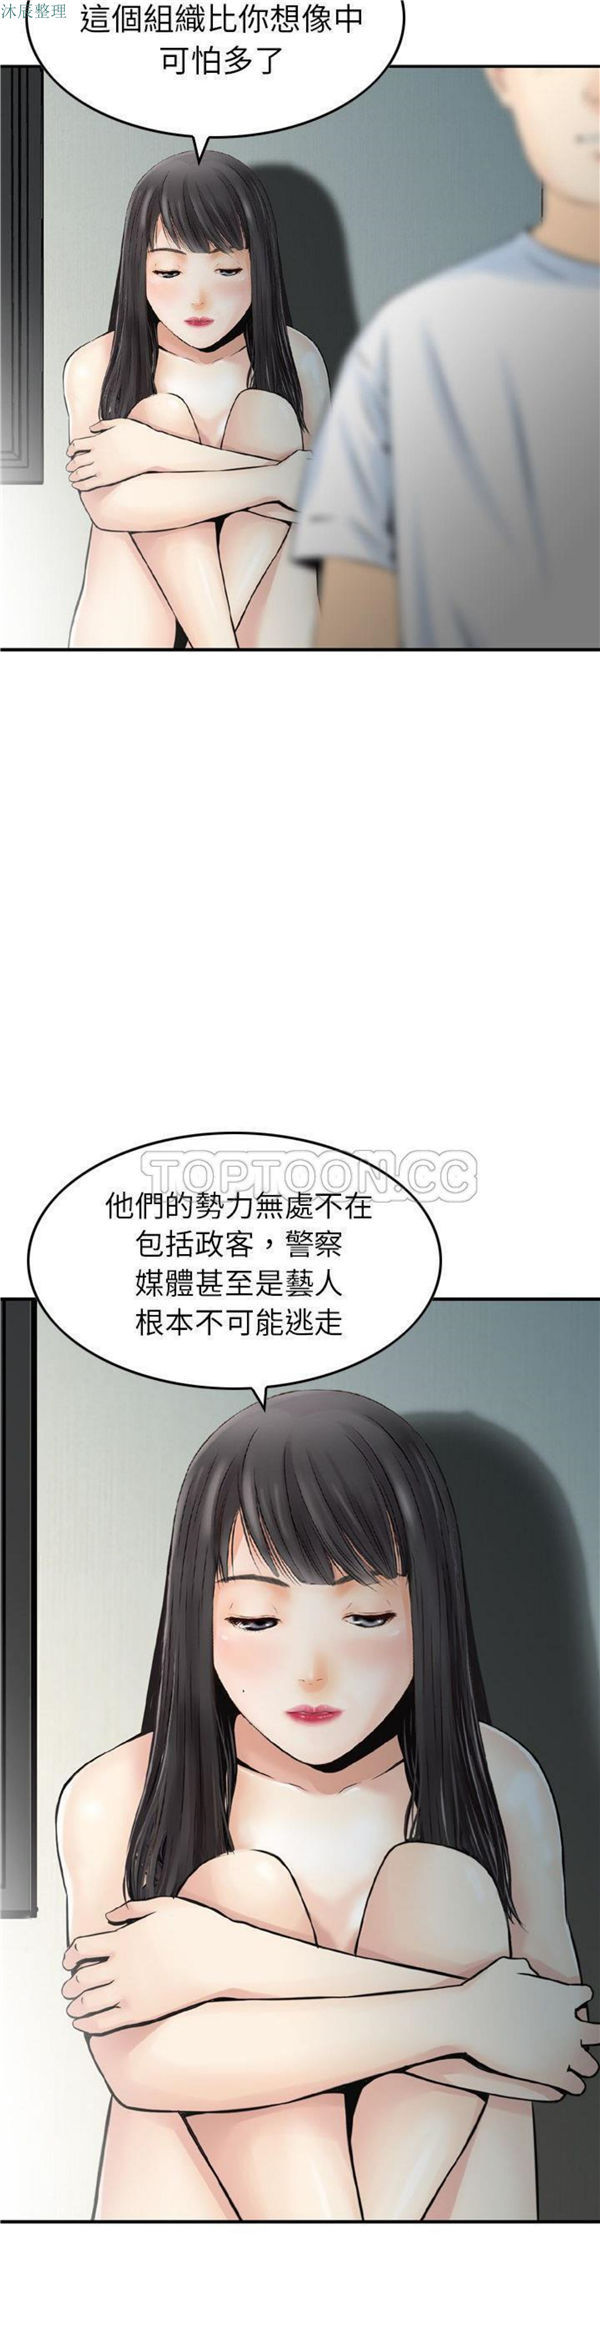 沐辰整理
這個組織比你想像中
可怕多了
TOPTOON.CC
他們的勢力無處不在
包括政客，警察
媒體甚至是藝人
根本不可能逃走